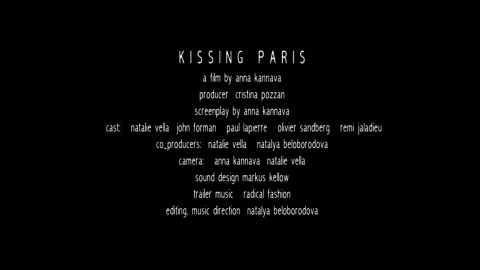 KISSING PARIS
a film by anna kannava
producer cristina pozzan
screenplay by anna kannava
cast: natalie vella john forman paul lapierre olivier sandberg remi jaladieu
co_producers: natalie vella natalya beloborodova
camera: anna kannava natalie vella
sound design markus kellow
trailer music radical fashion
editing, music direction natalya beloborodova